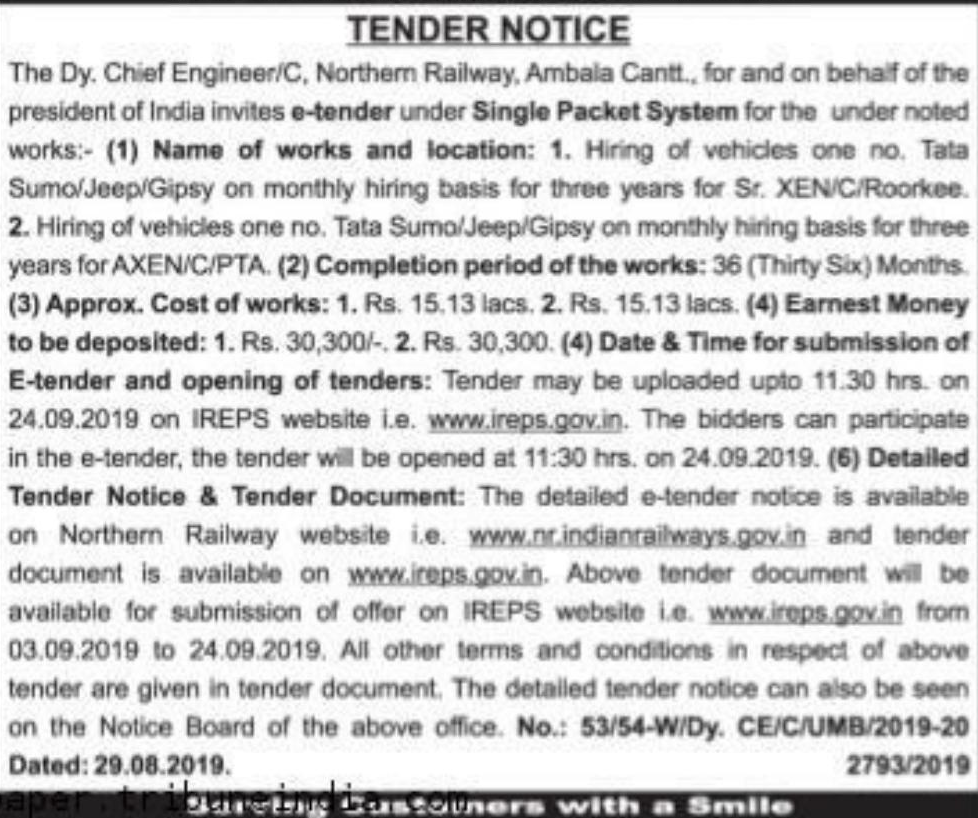 TENDER NOTICE
The Dy. Chief Engineer/C, Northern Railway, Ambala Cantt., for and on behalf of the
president of India invites e-tender under Single Packet System for the under noted
works:- (1) Name of works and location: 1. Hiring of vehicles one no. Tata
Sumo/Jeep/Gipsy on monthly hiring basis for three years for Sr. XEN/C/Roorkee.
2. Hiring of vehicles one no. Tata Sumo/Jeep/Gipsy on monthly hiring basis for three
years for AXEN/C/PTA. (2) Completion period of the works: 36 (Thirty Six) Months.
(3) Approx. Cost of works: 1. Rs. 15.13 lacs. 2. Rs. 15.13 lacs. (4) Earnest Money
to be deposited: 1. Rs. 30,300/-. 2. Rs. 30,300. (4) Date & Time for submission of
E-tender and opening of tenders: Tender may be uploaded upto 11.30 hrs. on
24.09.2019 on IREPS website i.e. www.ireps.gov.in. The bidders can participate
in the e-tender, the tender will be opened at 11:30 hrs. on 24.09.2019. (6) Detailed
Tender Notice & Tender Document: The detailed e-tender notice is available
on Northern Railway website i.e. www.nr.indianrailways.gov.in and tender
document is available on www.ireps.gov.in. Above tender document will be
available for submission of offer on IREPS website i.e. www.ireps.gov.in from
03.09.2019 to 24.09.2019. All other terms and conditions in respect of above
tender are given in tender document. The detailed tender notice can also be seen
on the Notice Board of the above office. No.: 53/54-W/Dy. CE/C/UMB/2019-20
Dated: 29.08.2019. 2793/2019
aper.tribuneindia.com
Serving Customers with a Smile